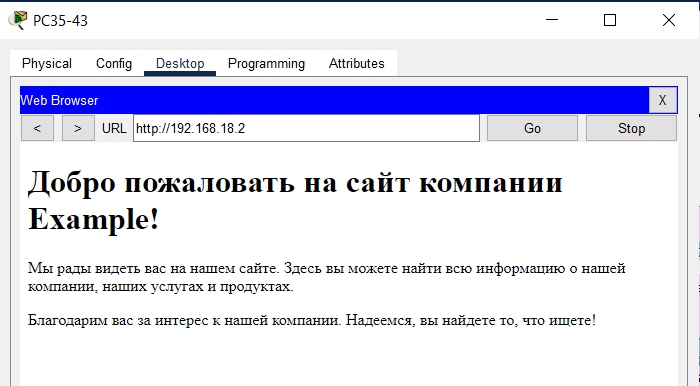 PC35-43
Physical Config Desktop Programming Attributes
Web Browser X
< > URL http://192.168.18.2 Go Stop
Добро пожаловать на сайт компании
Example!
Мы рады видеть вас на нашем сайте. Здесь вы можете найти всю информацию о нашей
компании, наших услугах и продуктах.
Благодарим вас за интерес к нашей компании. Надеемся, вы найдете то, что ищете!